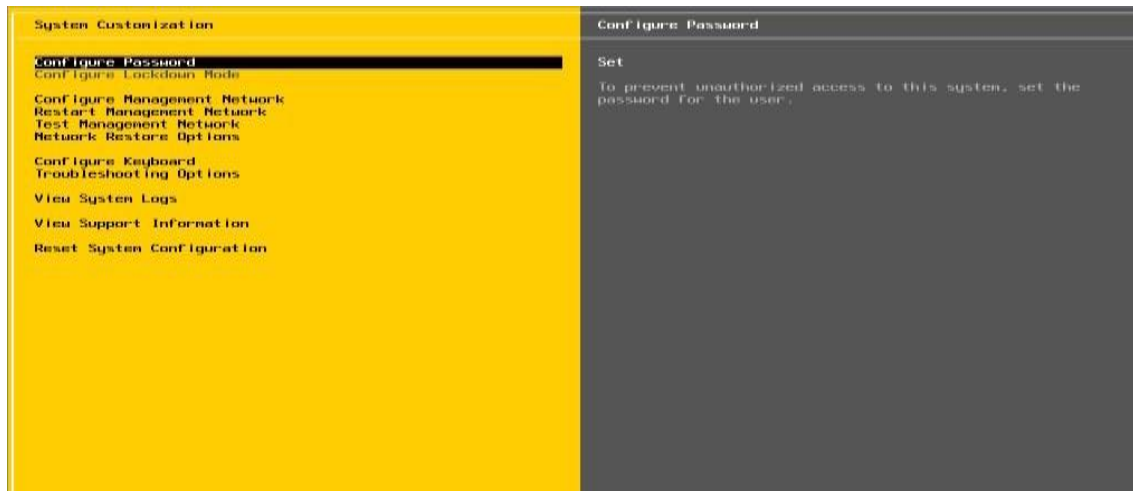 System Customization
Configure Password
Configure Lockdown Mode
Configure Management Network
Restart Management Network
Test Management Network
Network Restore Options
Configure Keyboard
Troubleshooting Options
View System Logs
View Support Information
Reset System Configuration
Configure Password
Set
To prevent unauthorized access to this system, set the
password for the user.